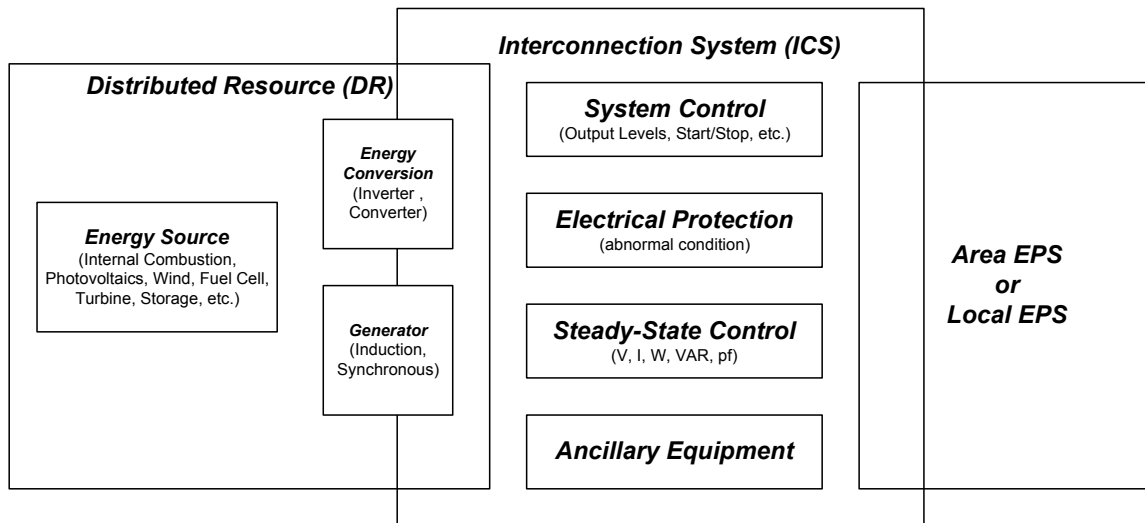 Interconnection System (ICS)
Distributed Resource (DR)
Energy Source
(Internal Combustion,
Photovoltaics, Wind, Fuel Cell,
Turbine, Storage, etc.)
Energy
Conversion
(Inverter ,
Converter)
Generator
(Induction,
Synchronous)
System Control
(Output Levels, Start/Stop, etc.)
Electrical Protection
(abnormal condition)
Steady-State Control
(V, I, W, VAR, pf)
Ancillary Equipment
Area EPS
or
Local EPS